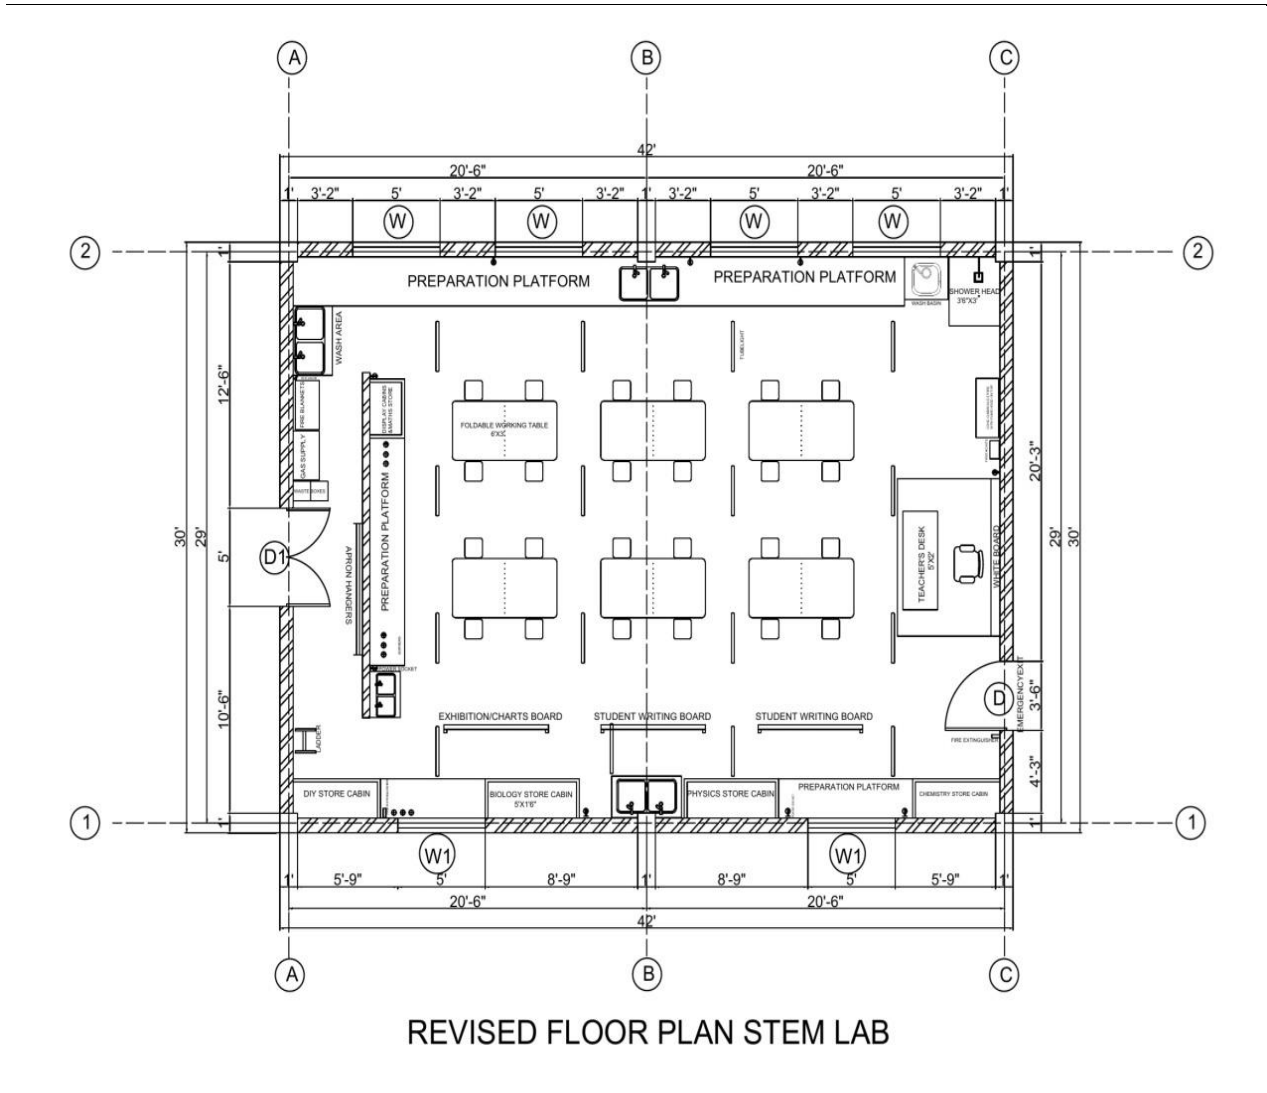 A
B
C
42'
20'-6"
20'-6"
1'
3'-2"
5'
3'-2"
5'
3'-2"
1'
3'-2"
5'
3'-2"
5'
3'-2"
1'
W
W
W
W
2
2
1'
1'
PREPARATION PLATFORM
PREPARATION PLATFORM
WASH BASIN
SHOWER HEAD
3'6"X3'
WASH AREA
TUBELIGHT
12'-6"
FIRE BLANKETS
GAS SUPPLY
WASTE BOXES
DISPLAY CABINS
&MATHS STORE
FOLDABLE WORKING TABLE
6'X3'
PREPARATION PLATFORM
APRON HANGERS
20'-3"
30'
29'
5'
D1
TEACHER'S DESK
5'X2'
WHITE BOARD
29'
30'
10'-6"
EMERGENCY EXIT
D
3'-6"
LADDER
EXHIBITION/CHARTS BOARD
STUDENT WRITING BOARD
STUDENT WRITING BOARD
FIRE EXTINGUISHER
4'-3"
DIY STORE CABIN
BIOLOGY STORE CABIN
5'X1'6"
PHYSICS STORE CABIN
PREPARATION PLATFORM
CHEMISTRY STORE CABIN
1
1
1'
1'
W1
W1
1'
5'-9"
5'
8'-9"
1'
8'-9"
5'
5'-9"
1'
20'-6"
20'-6"
42'
A
B
C
REVISED FLOOR PLAN STEM LAB